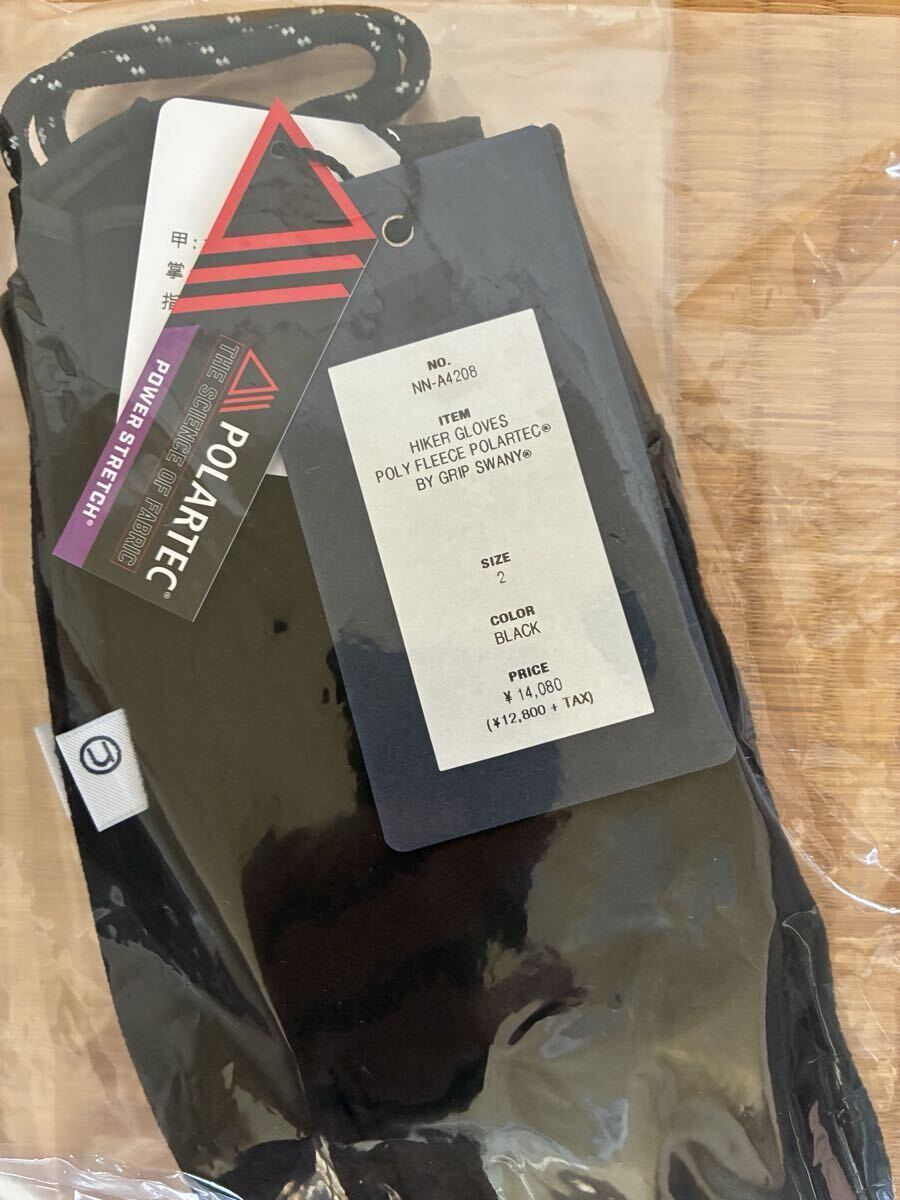 甲:
掌
指
POLARTEC®
THE SCIENCE OF FABRIC
POWER STRETCH®
NO.
NN-A4208
ITEM
HIKER GLOVES
POLY FLEECE POLARTEC®
BY GRIP SWANY®
SIZE
2
COLOR
BLACK
PRICE
¥ 14,080
(¥12,800 + TAX)
n